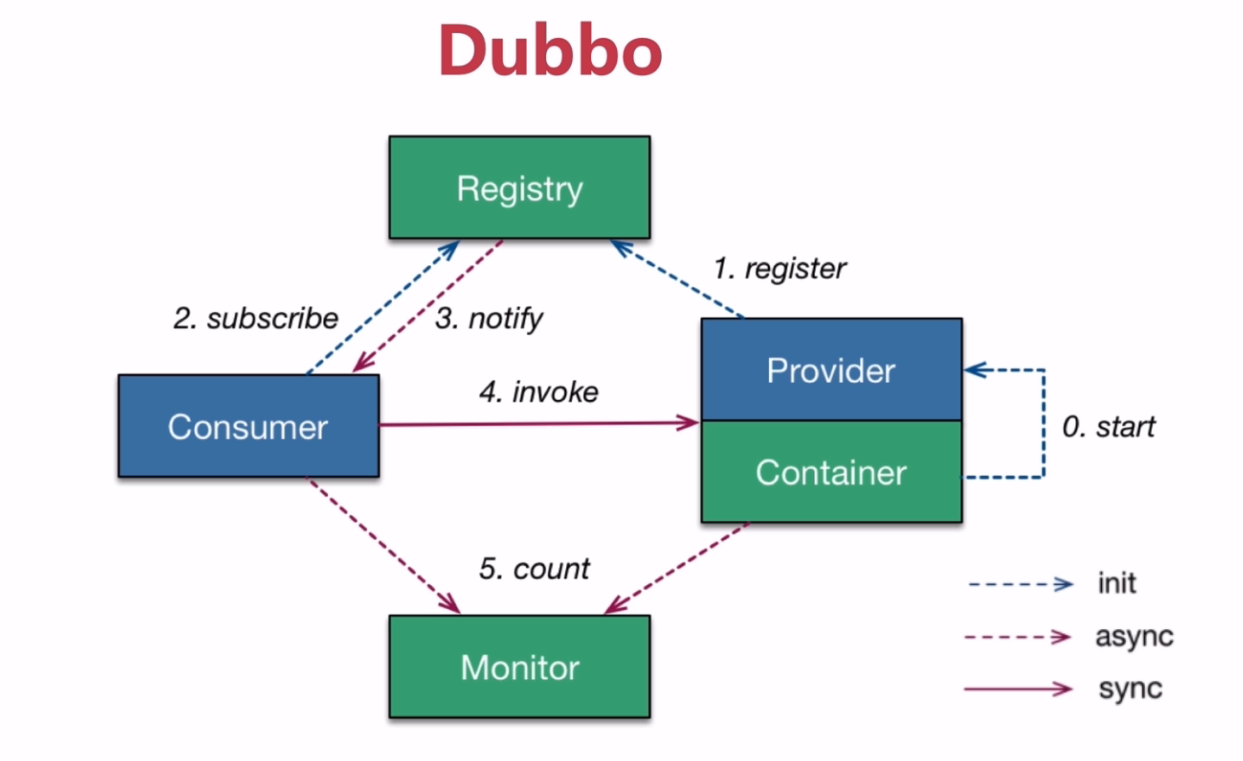 Dubbo
Registry
1. register
2. subscribe
3. notify
Provider
4. invoke
Consumer
0. start
Container
5. count
init
async
Monitor
sync